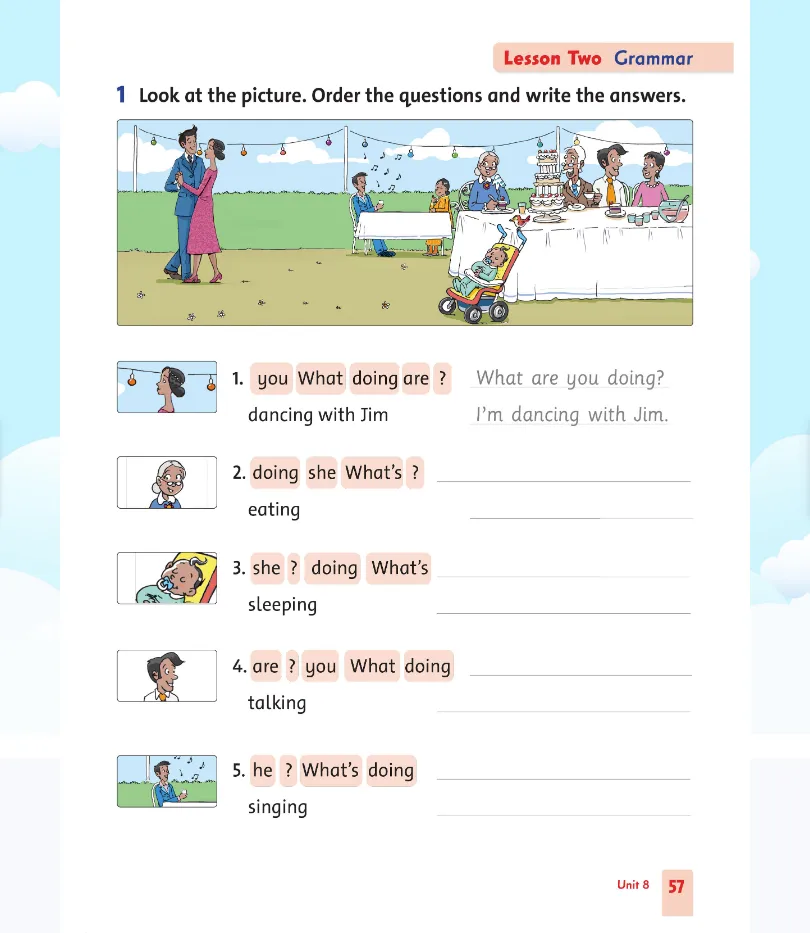 Lesson Two Grammar
1 Look at the picture. Order the questions and write the answers.
1. you What doing are ? What are you doing?
dancing with Jim I'm dancing with Jim.
2. doing she What's ?
eating
3. she ? doing What's
sleeping
4. are ? you What doing
talking
5. he ? What's doing
singing
Unit 8 57